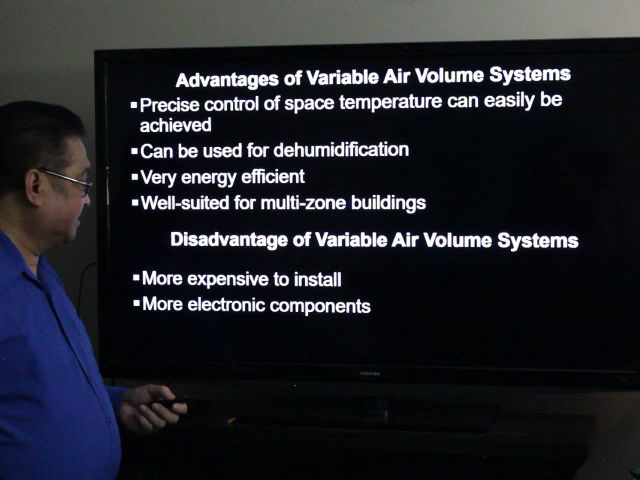 Advantages of Variable Air Volume Systems
▪Precise control of space temperature can easily be
achieved
▪Can be used for dehumidification
▪Very energy efficient
▪Well-suited for multi-zone buildings
Disadvantage of Variable Air Volume Systems
▪More expensive to install
▪More electronic components
TOSHIBA